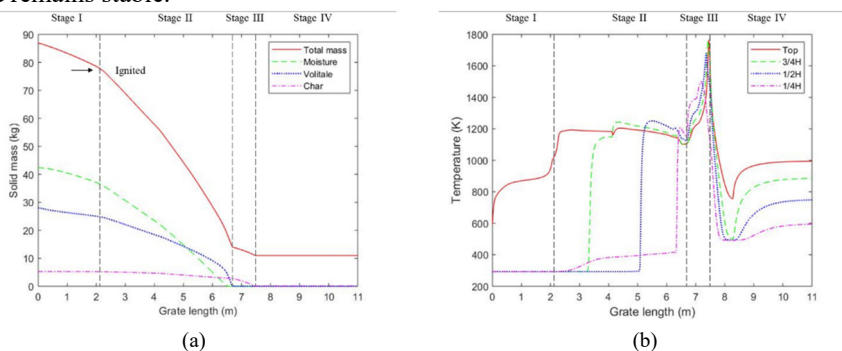 remains stable.
Stage I Stage II Stage III Stage IV
90
80
70
60
50
40
30
20
10
0
Solid mass (kg)
Ignited
Total mass
Moisture
Volitale
Char
0 1 2 3 4 5 6 7 8 9 10 11
Grate length (m)
(a)
Stage I Stage II Stage III Stage IV
1800
1600
1400
1200
1000
800
600
400
200
Temperature (K)
Top
3/4H
1/2H
1/4H
0 1 2 3 4 5 6 7 8 9 10 11
Grate length (m)
(b)